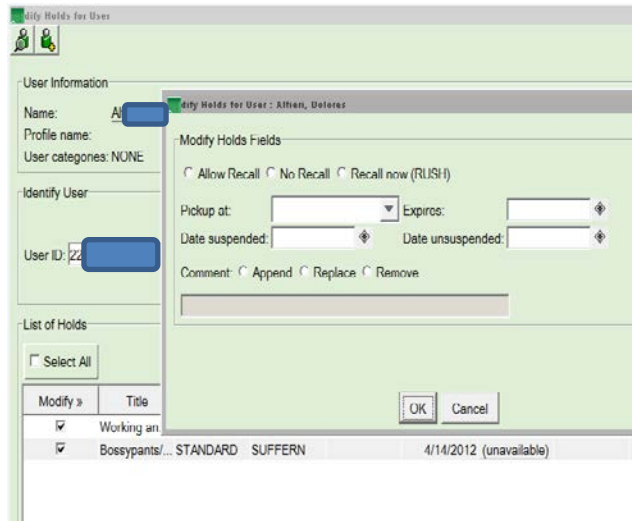 dify Holds for User
User Information
Name: Al
Profile name:
User categories: NONE
Identify User
User ID: 22
List of Holds
Select All
Modify » Title
Working an
Bossypants/... STANDARD SUFFERN 4/14/2012 (unavailable)
dify Holds for User : Altieri, Dolores
Modify Holds Fields
Allow Recall No Recall Recall now (RUSH)
Pickup at: Expires:
Date suspended: Date unsuspended:
Comment: Append Replace Remove
OK Cancel